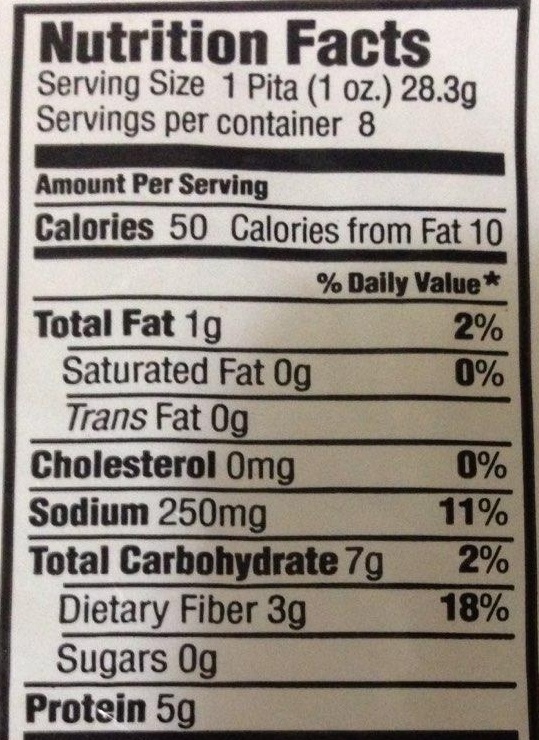 Nutrition Facts
Serving Size 1 Pita (1 oz.) 28.3g
Servings per container 8
Amount Per Serving
Calories 50 Calories from Fat 10
% Daily Value*
Total Fat 1g 2%
Saturated Fat 0g 0%
Trans Fat 0g
Cholesterol 0mg 0%
Sodium 250mg 11%
Total Carbohydrate 7g 2%
Dietary Fiber 3g 18%
Sugars 0g
Protein 5g